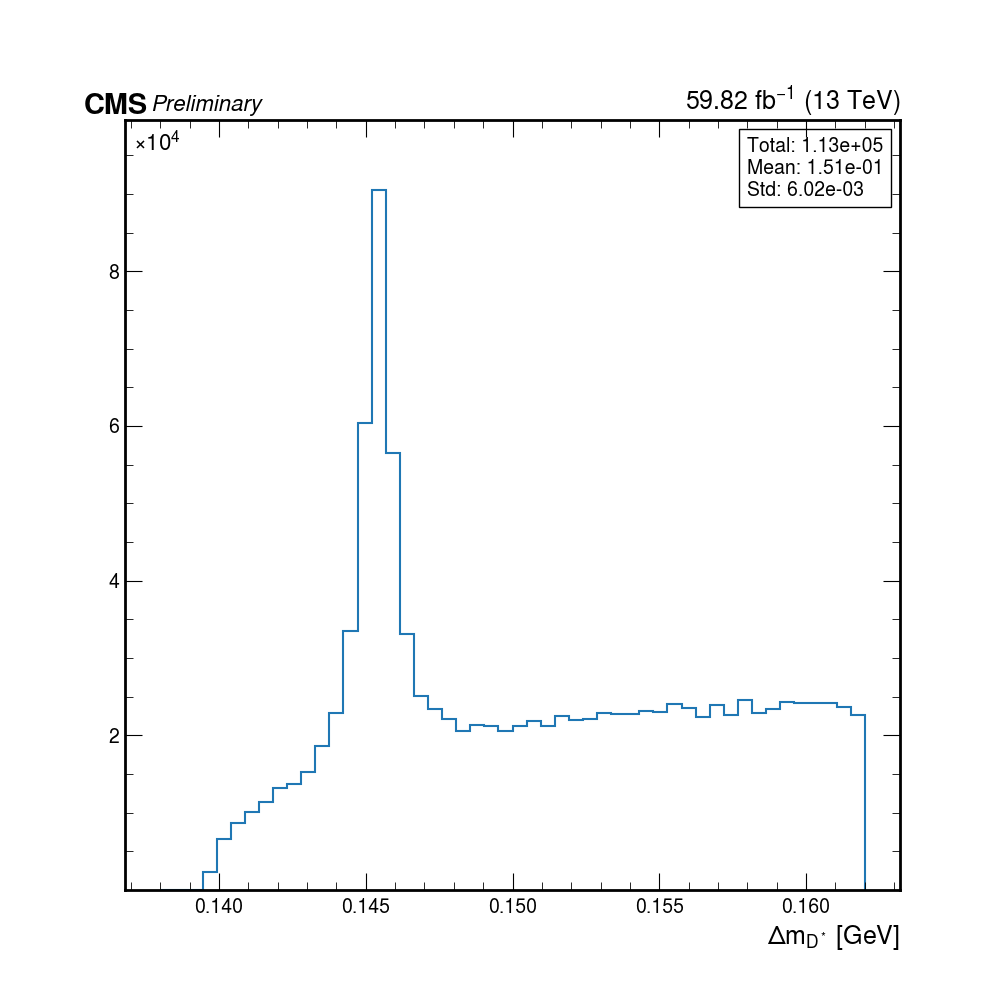 CMS Preliminary
59.82 fb⁻¹ (13 TeV)
×10⁴
Total: 1.13e+05
Mean: 1.51e-01
Std: 6.02e-03
8
6
4
2
0.140 0.145 0.150 0.155 0.160
Δm_D* [GeV]